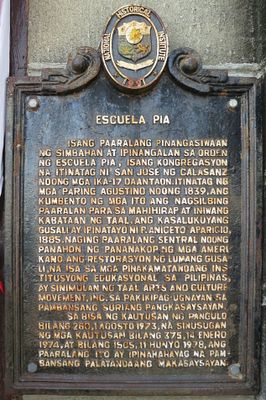 NATIONAL HISTORICAL INSTITUTE
ESCUELA PIA
ISANG PAARALANG PINANGASIWAAN
NG SIMBAHAN AT IPINANGALAN SA ORDEN
NG ESCUELA PIA, ISANG KONGREGASYON
NA ITINATAG NI SAN JOSE NG CALASANZ
NOONG MGA IKA-17 DAANTAON. ITINATAG NG
MGA PARING AGUSTINO NOONG 1839, ANG
KUMBENTO NG MGA ITO ANG NAGSILBING
PAARALAN PARA SA MAHIHIRAP AT INIWANG
KABATAAN NG TAAL. ANG KASALUKUYANG
GUSALI AY IPINATAYO NI P. ANICETO APARICIO,
1885. NAGING PAARALANG SENTRAL NOONG
PANAHON NG PANANAKOP NG MGA AMERI
KANO. ANG RESTORASYON NG LUMANG GUSA
LI, NA ISA SA MGA PINAKAMATANDANG INS
TITUSYONG EDUKASYONAL SA PILIPINAS,
AY SINIMULAN NG TAAL ARTS AND CULTURE
MOVEMENT, INC. SA PAKIKIPAG-UGNAYAN SA
PAMBANSANG SURIANG PANGKASAYSAYAN.
SA BISA NG KAUTUSAN NG PANGULO
BILANG 260, 1 AGOSTO 1973, NA SINUSUGAN
NG MGA KAUTUSAN BILANG 375, 14 ENERO
1974, AT BILANG 1505, 11 HUNYO 1978, ANG
PAARALANG ITO AY IPINAHAHAYAG NA PAM-
BANSANG PALATANDAANG MAKASAYSAYAN.